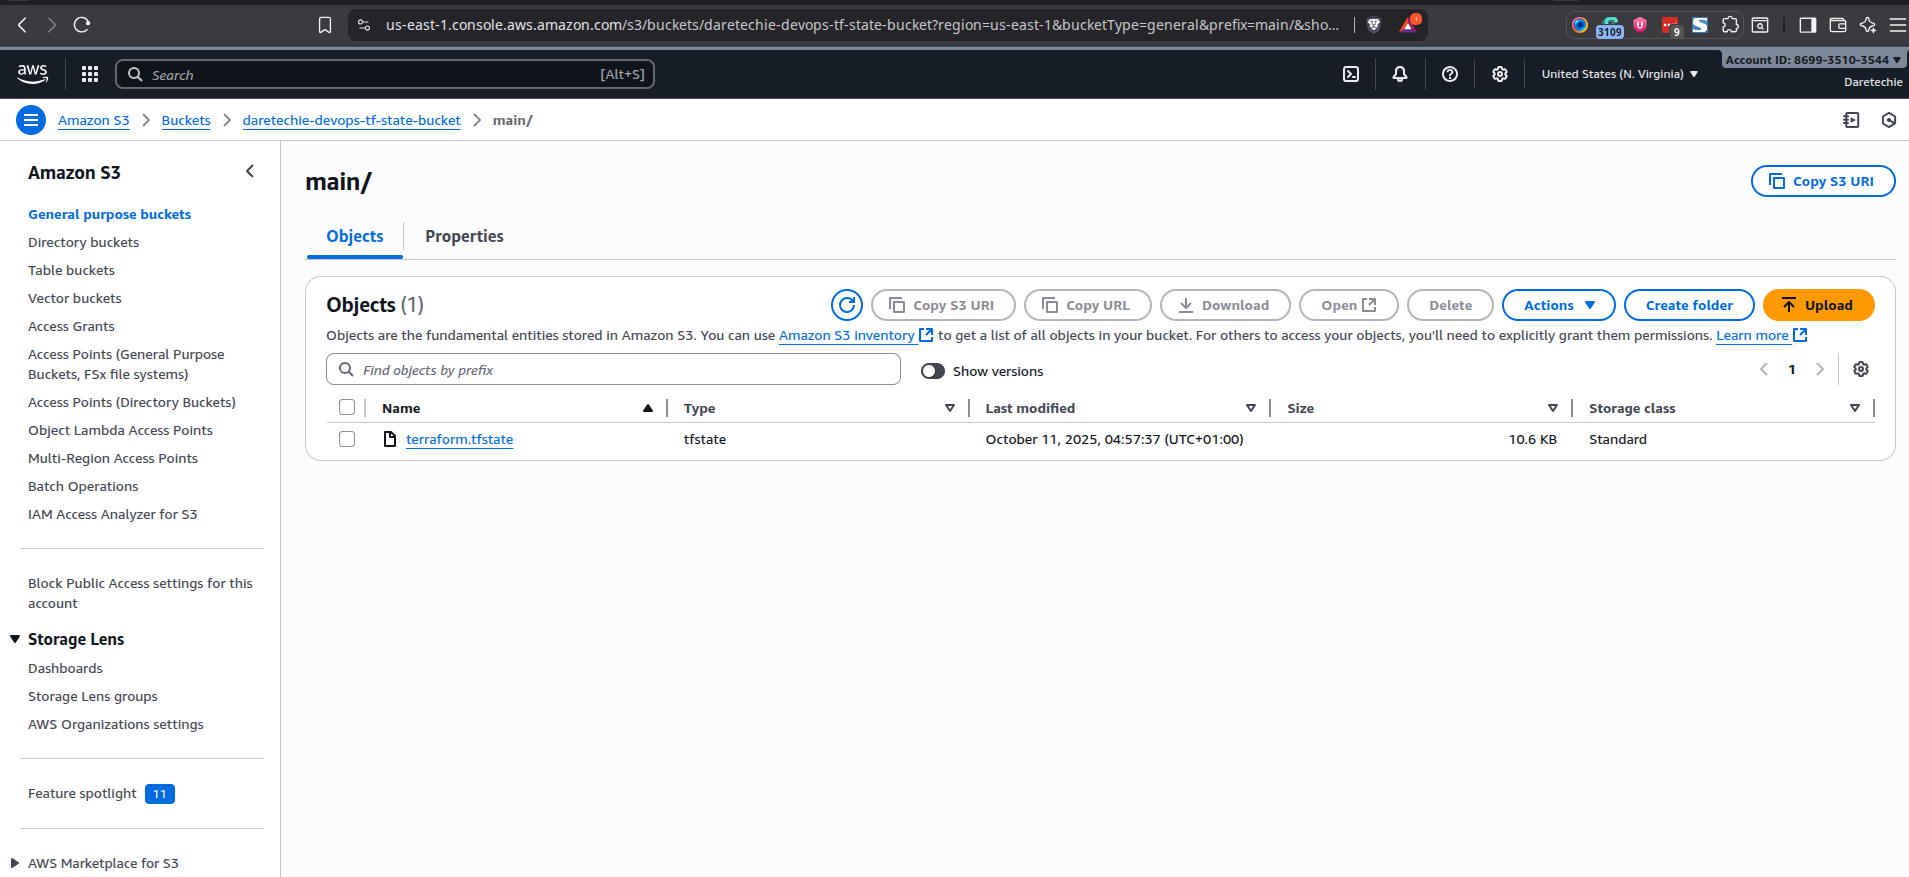 us-east-1.console.aws.amazon.com/s3/buckets/daretechie-devops-tf-state-bucket?region=us-east-1&bucketType=general&prefix=main/&sho...
3109
9
aws
Search
[Alt+S]
United States (N. Virginia)
Account ID: 8699-3510-3544
Daretechie
Amazon S3
Buckets
daretechie-devops-tf-state-bucket
main/
Amazon S3
General purpose buckets
Directory buckets
Table buckets
Vector buckets
Access Grants
Access Points (General Purpose
Buckets, FSx file systems)
Access Points (Directory Buckets)
Object Lambda Access Points
Multi-Region Access Points
Batch Operations
IAM Access Analyzer for S3
Block Public Access settings for this
account
Storage Lens
Dashboards
Storage Lens groups
AWS Organizations settings
Feature spotlight 11
AWS Marketplace for S3
main/
Copy S3 URI
Objects
Properties
Objects (1)
Copy S3 URI
Copy URL
Download
Open
Delete
Actions
Create folder
Upload
Objects are the fundamental entities stored in Amazon S3. You can use Amazon S3 inventory to get a list of all objects in your bucket. For others to access your objects, you'll need to explicitly grant them permissions. Learn more
Find objects by prefix
Show versions
1
Name Type Last modified Size Storage class
terraform.tfstate tfstate October 11, 2025, 04:57:37 (UTC+01:00) 10.6 KB Standard